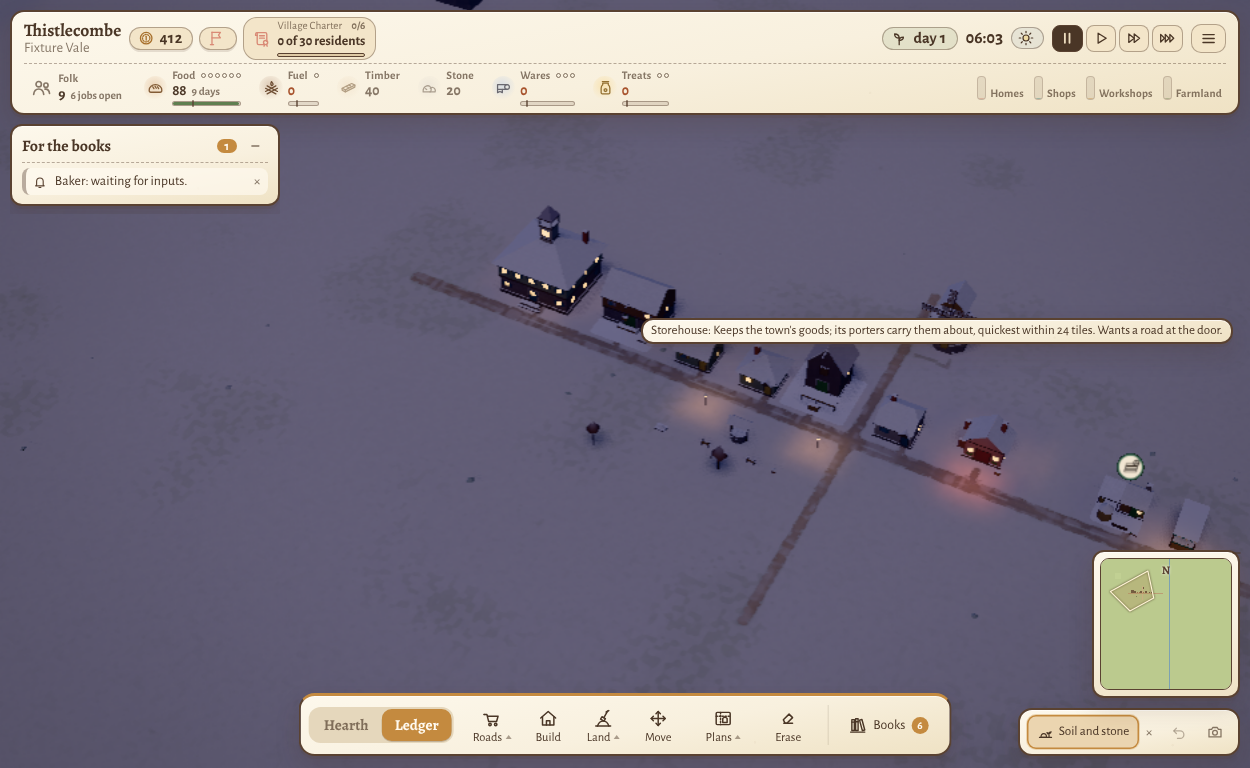 Thistlecombe
Fixture Vale
412
Village Charter 0/6
0 of 30 residents
day 1
06:03
Folk
9 6 jobs open
Food
88 9 days
Fuel
0
Timber
40
Stone
20
Wares
0
Treats
0
Homes
Shops
Workshops
Farmland
For the books
1
Baker: waiting for inputs.
Storehouse: Keeps the town's goods; its porters carry them about, quickest within 24 tiles. Wants a road at the door.
N
Hearth
Ledger
Roads
Build
Land
Move
Plans
Erase
Books 6
Soil and stone